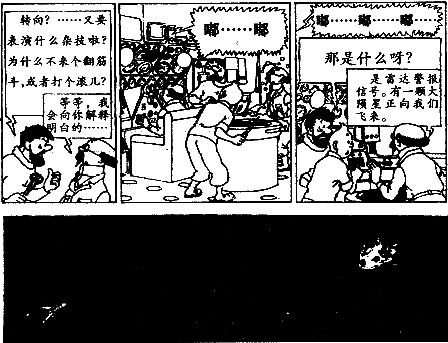 转向？……又要
表演什么杂技啦？
为什么不来个翻筋
斗,或者打个滚儿？
等等，我
会向你解释
明白的……
嘟……嘟
嘟……嘟……嘟
那是什么呀？
是雷达警报
信号。有一颗大
陨星正向我们
飞来。